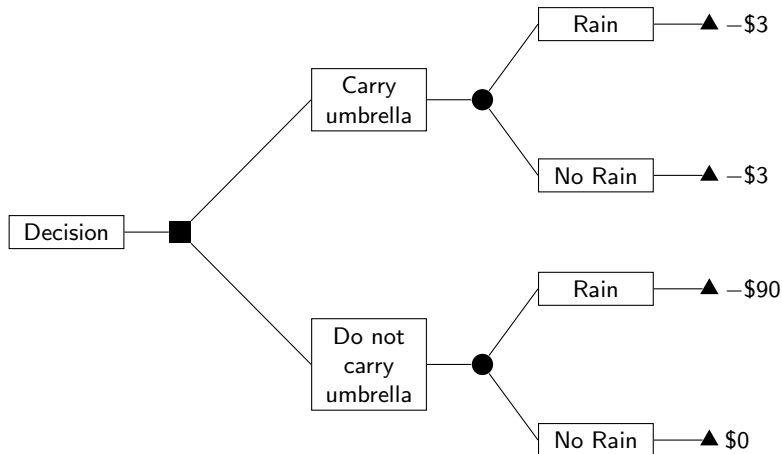 Rain
−$3
Carry
umbrella
No Rain
−$3
Decision
Rain
−$90
Do not
carry
umbrella
No Rain
$0